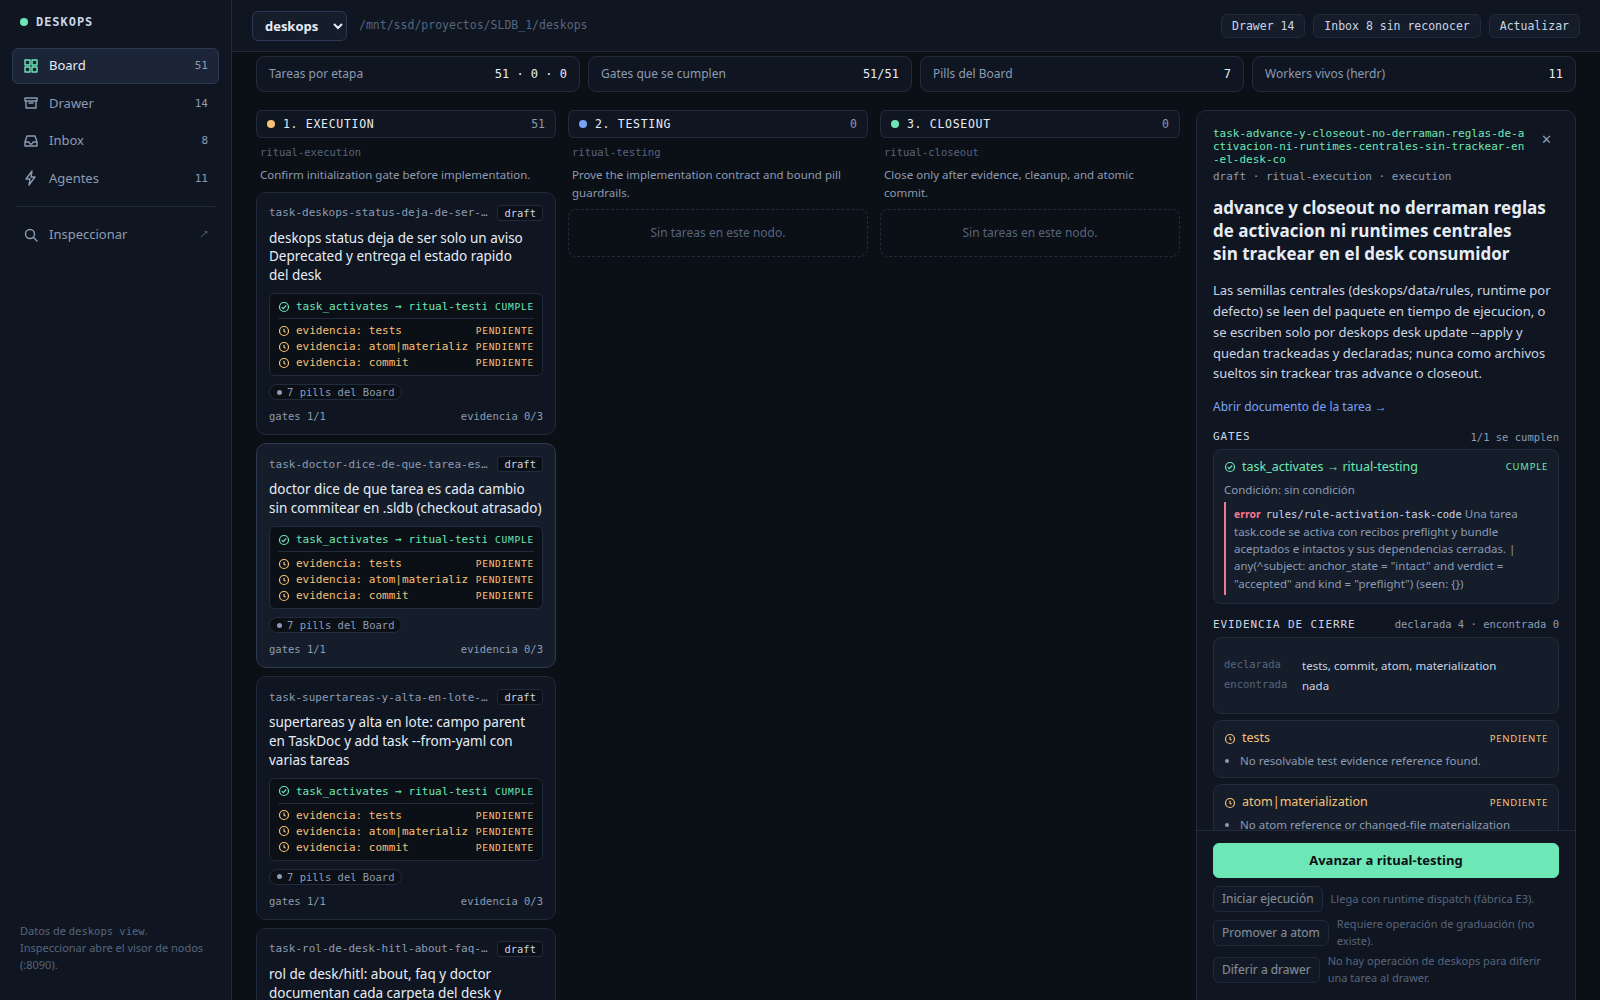 DESKOPS
Board 51
Drawer 14
Inbox 8
Agentes 11
Inspeccionar ↗
Datos de deskops view.
Inspeccionar abre el visor de nodos
(:8090).
deskops
/mnt/ssd/proyectos/SLDB_1/deskops
Drawer 14
Inbox 8 sin reconocer
Actualizar
Tareas por etapa 51 · 0 · 0
Gates que se cumplen 51/51
Pills del Board 7
Workers vivos (herdr) 11
1. EXECUTION 51
ritual-execution
Confirm initialization gate before implementation.
task-deskops-status-deja-de-ser-… draft
deskops status deja de ser solo un aviso
Deprecated y entrega el estado rapido
del desk
task_activates → ritual-testi CUMPLE
evidencia: tests PENDIENTE
evidencia: atom|materializ PENDIENTE
evidencia: commit PENDIENTE
7 pills del Board
gates 1/1 evidencia 0/3
task-doctor-dice-de-que-tarea-es… draft
doctor dice de que tarea es cada cambio
sin commitear en .sldb (checkout atrasado)
task_activates → ritual-testi CUMPLE
evidencia: tests PENDIENTE
evidencia: atom|materializ PENDIENTE
evidencia: commit PENDIENTE
7 pills del Board
gates 1/1 evidencia 0/3
task-supertareas-y-alta-en-lote-… draft
supertareas y alta en lote: campo parent
en TaskDoc y add task --from-yaml con
varias tareas
task_activates → ritual-testi CUMPLE
evidencia: tests PENDIENTE
evidencia: atom|materializ PENDIENTE
evidencia: commit PENDIENTE
7 pills del Board
gates 1/1 evidencia 0/3
task-rol-de-desk-hitl-about-faq-… draft
rol de desk/hitl: about, faq y doctor
documentan cada carpeta del desk y
2. TESTING 0
ritual-testing
Prove the implementation contract and bound pill
guardrails.
Sin tareas en este nodo.
3. CLOSEOUT 0
ritual-closeout
Close only after evidence, cleanup, and atomic
commit.
Sin tareas en este nodo.
task-advance-y-closeout-no-derraman-reglas-de-a
ctivacion-ni-runtimes-centrales-sin-trackear-en
-el-desk-co
✕
draft · ritual-execution · execution
advance y closeout no derraman reglas
de activacion ni runtimes centrales
sin trackear en el desk consumidor
Las semillas centrales (deskops/data/rules, runtime por
defecto) se leen del paquete en tiempo de ejecucion, o
se escriben solo por deskops desk update --apply y
quedan trackeadas y declaradas; nunca como archivos
sueltos sin trackear tras advance o closeout.
Abrir documento de la tarea →
GATES 1/1 se cumplen
task_activates → ritual-testing CUMPLE
Condición: sin condición
error rules/rule-activation-task-code Una tarea
task.code se activa con recibos preflight y bundle
aceptados e intactos y sus dependencias cerradas. |
any(^subject: anchor_state = "intact" and verdict =
"accepted" and kind = "preflight") (seen: {})
EVIDENCIA DE CIERRE declarada 4 · encontrada 0
declarada tests, commit, atom, materialization
encontrada nada
tests PENDIENTE
No resolvable test evidence reference found.
atom|materialization PENDIENTE
No atom reference or changed-file materialization
Avanzar a ritual-testing
Iniciar ejecución Llega con runtime dispatch (fábrica E3).
Promover a atom Requiere operación de graduación (no
existe).
Diferir a drawer No hay operación de deskops para diferir
una tarea al drawer.